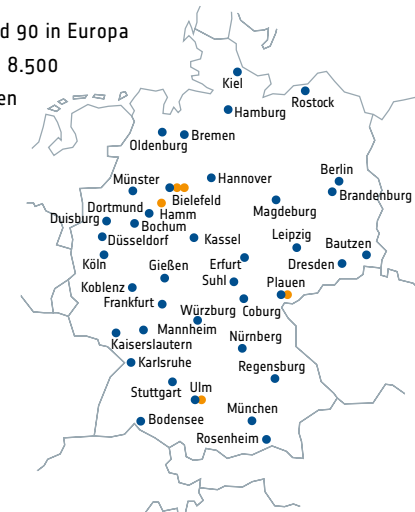 d 90 in Europa
8.500
en
Kiel
Rostock
Hamburg
Oldenburg
Bremen
Hannover
Berlin
Münster
Brandenburg
Bielefeld
Magdeburg
Dortmund
Hamm
Duisburg
Bochum
Düsseldorf
Kassel
Leipzig
Bautzen
Köln
Gießen
Erfurt
Dresden
Suhl
Plauen
Koblenz
Frankfurt
Würzburg
Coburg
Mannheim
Kaiserslautern
Nürnberg
Karlsruhe
Regensburg
Stuttgart
Ulm
München
Bodensee
Rosenheim